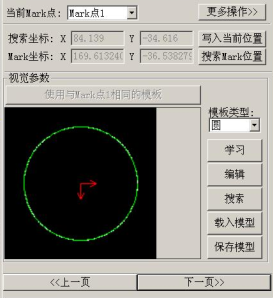 当前Mark点: Mark点1 更多操作>>
搜索坐标: X 84.139 Y -34.616 写入当前位置
Mark坐标: X 169.613240 Y -36.538279 搜索Mark位置
视觉参数
使用与Mark点1相同的模板
模板类型:
圆
学习
编辑
搜索
载入模型
保存模型
<<上一页 下一页>>